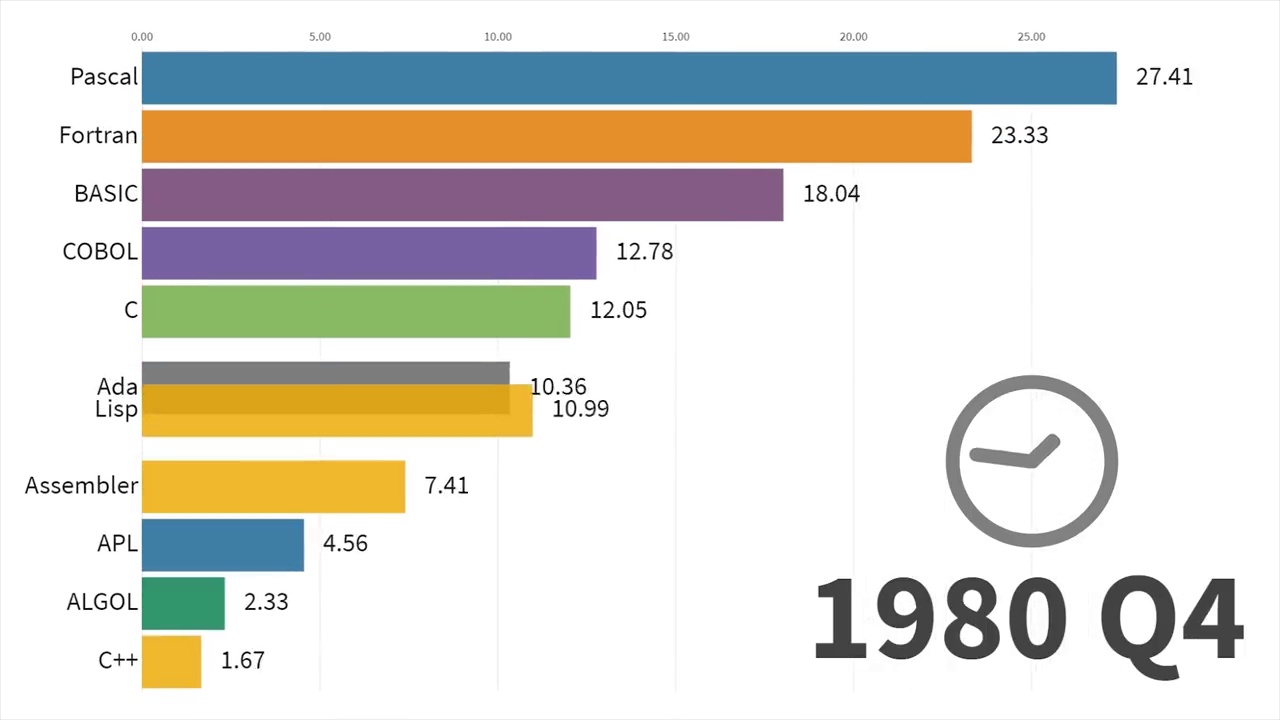 0.00 5.00 10.00 15.00 20.00 25.00
Pascal 27.41
Fortran 23.33
BASIC 18.04
COBOL 12.78
C 12.05
Ada 10.36
Lisp 10.99
Assembler 7.41
APL 4.56
ALGOL 2.33
C++ 1.67
1980 Q4